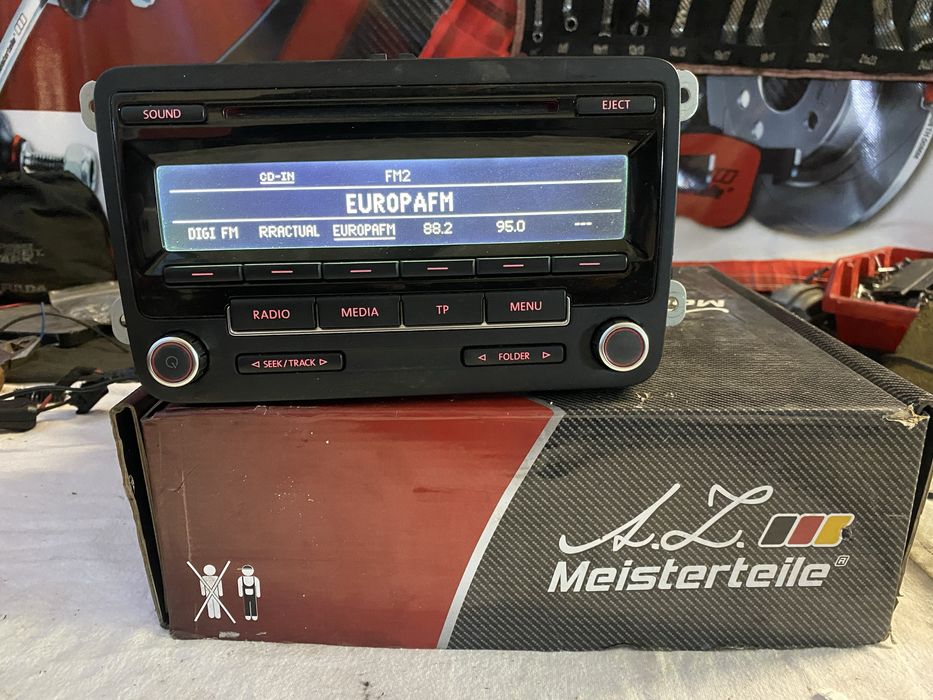 SOUND
EJECT
CD-IN FM2
EUROPAFM
DIGI FM RRACTUAL EUROPAFM 88.2 95.0 ---
RADIO MEDIA TP MENU
SEEK/TRACK FOLDER
A.Z.
Meisterteile®